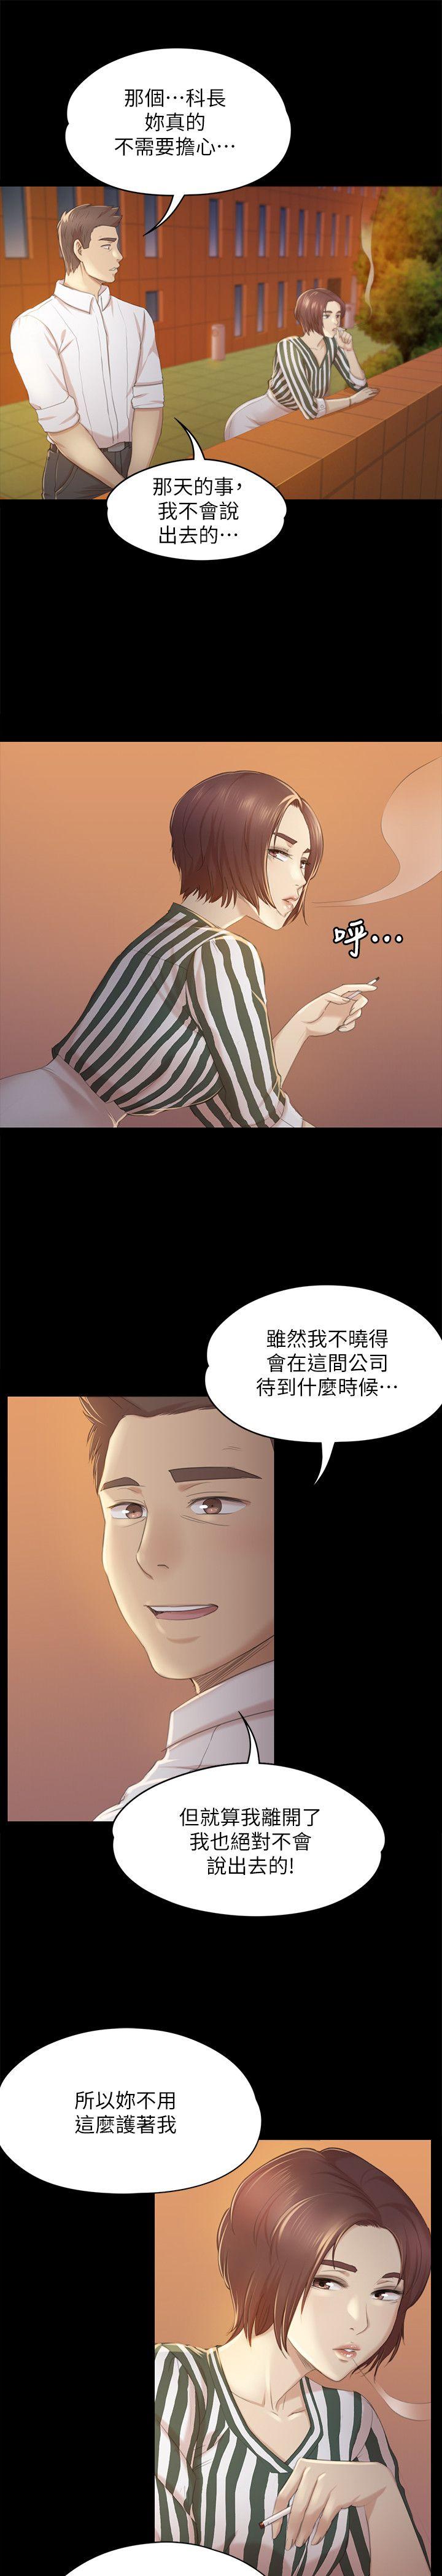 那個⋯科長
妳真的
不需要擔心⋯
那天的事，
我不會說
出去的⋯
呼⋯
雖然我不曉得
會在這間公司
待到什麼時候⋯
但就算我離開了
我也絕對不會
說出去的!
所以妳不用
這麼護著我